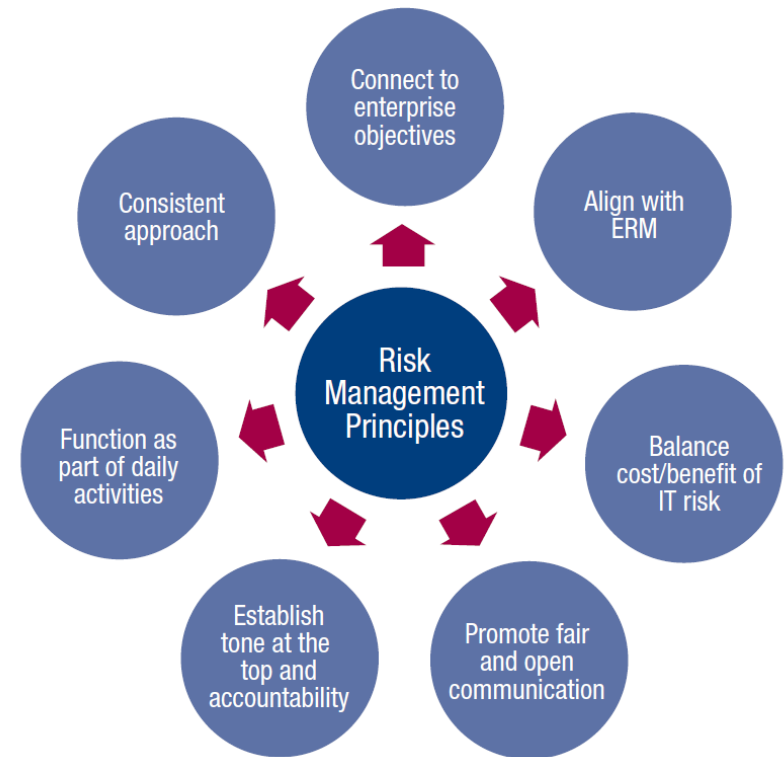 Connect to
enterprise
objectives
Align with
ERM
Balance
cost/benefit of
IT risk
Promote fair
and open
communication
Establish
tone at the
top and
accountability
Function as
part of daily
activities
Consistent
approach
Risk
Management
Principles